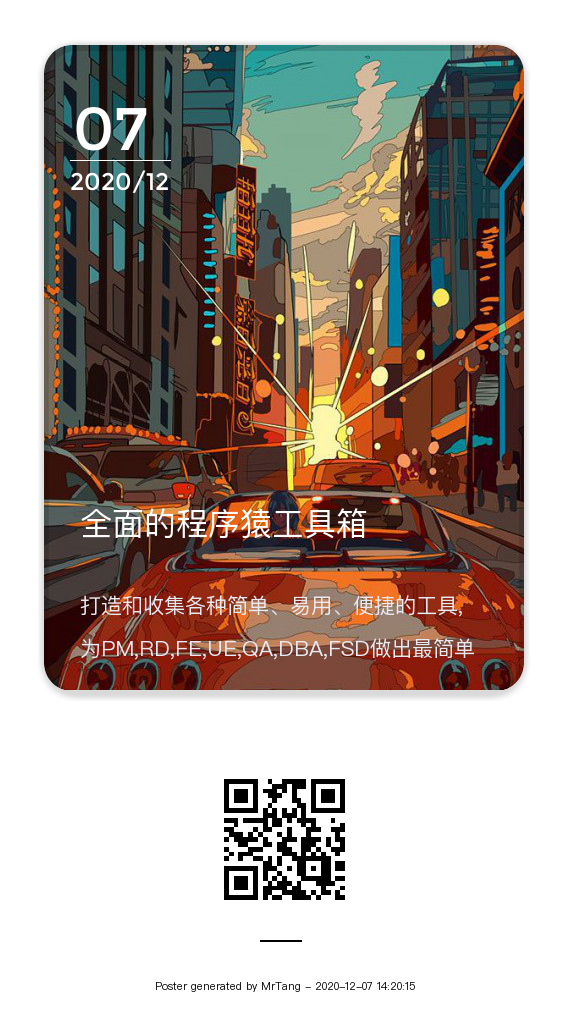 07
2020/12
全面的程序猿工具箱
打造和收集各种简单、易用、便捷的工具,
为PM,RD,FE,UE,QA,DBA,FSD做出最简单
Poster generated by MrTang - 2020-12-07 14:20:15